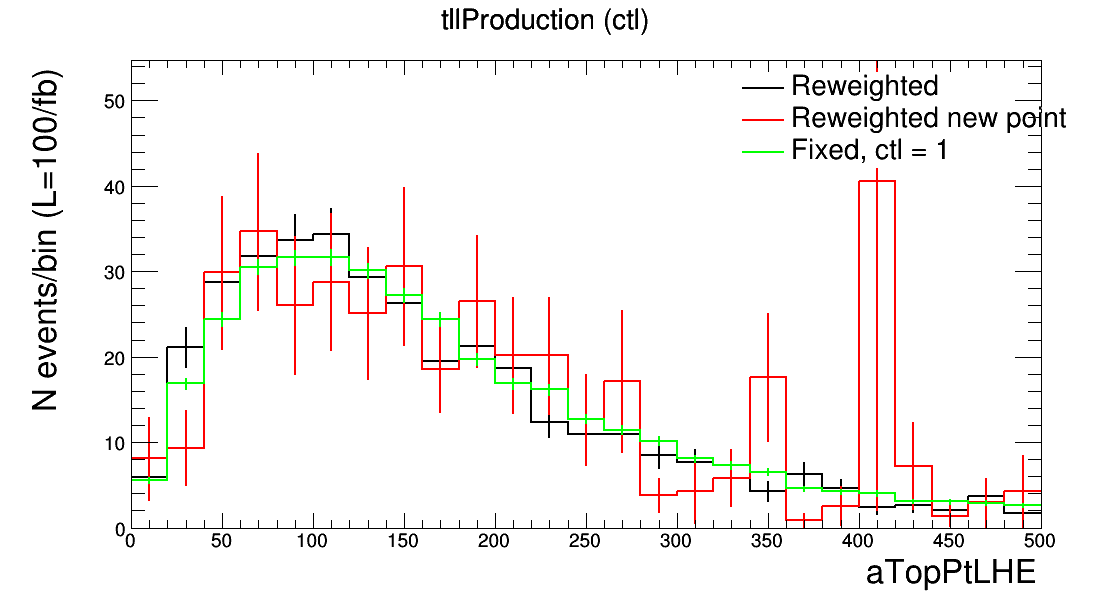 tllProduction (ctl)
N events/bin (L=100/fb)
50
40
30
20
10
0
Reweighted
Reweighted new point
Fixed, ctl = 1
0 50 100 150 200 250 300 350 400 450 500
aTopPtLHE